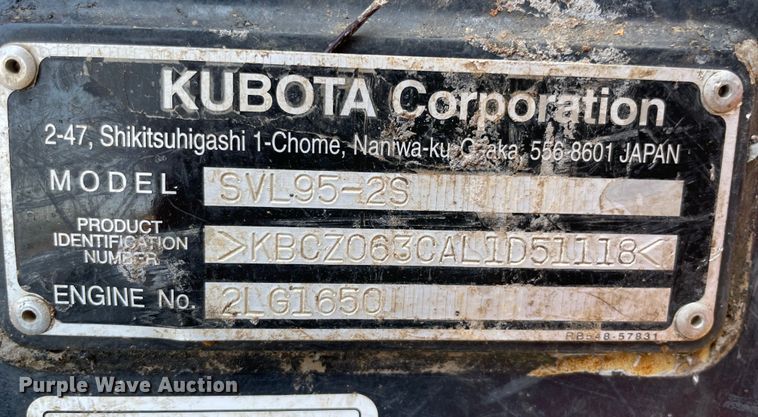 KUBOTA Corporation
2-47, Shikitsuhigashi 1-Chome, Naniwa-ku 556-8601 JAPAN
MODEL SVL95-2S
PRODUCT IDENTIFICATION NUMBER >KBCZ063CAL1D51118<
ENGINE No. 2LG1650
RB548-57831
Purple Wave Auction